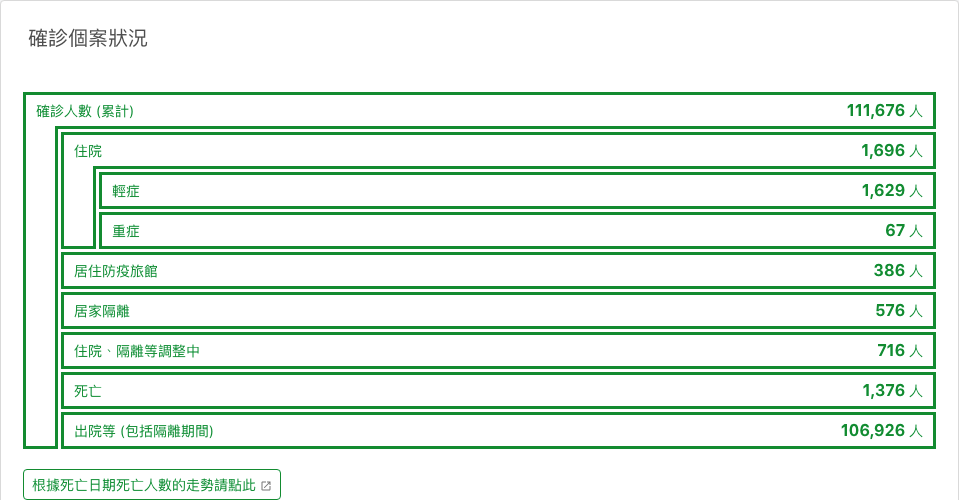 確診個案狀況
確診人數 (累計) 111,676 人
住院 1,696 人
輕症 1,629 人
重症 67 人
居住防疫旅館 386 人
居家隔離 576 人
住院、隔離等調整中 716 人
死亡 1,376 人
出院等 (包括隔離期間) 106,926 人
根據死亡日期死亡人數的走勢請點此